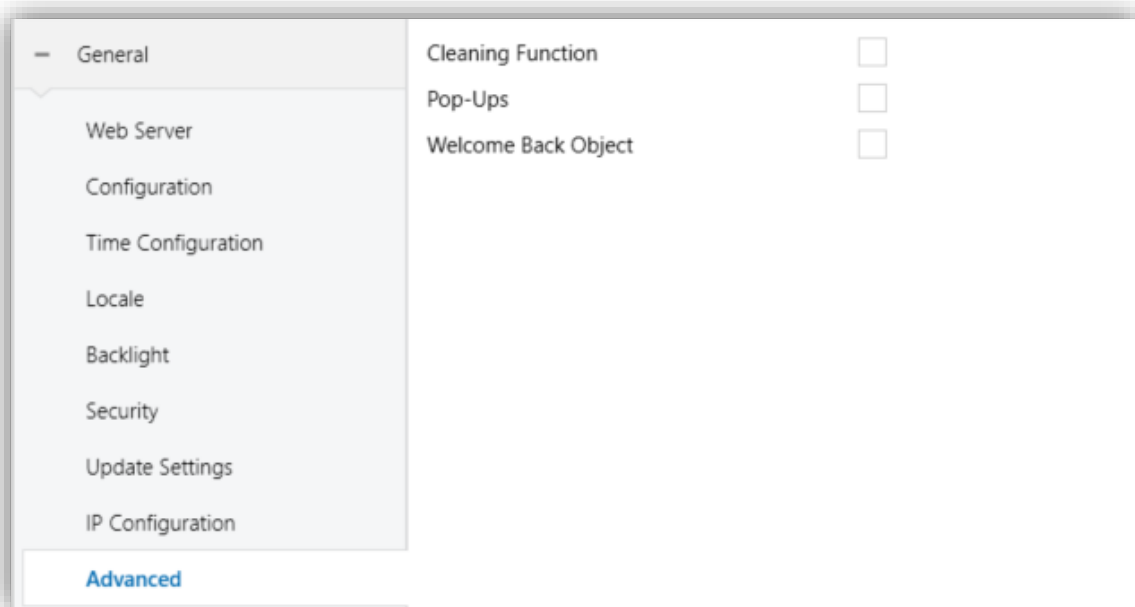 General
Web Server
Configuration
Time Configuration
Locale
Backlight
Security
Update Settings
IP Configuration
Advanced
Cleaning Function
Pop-Ups
Welcome Back Object